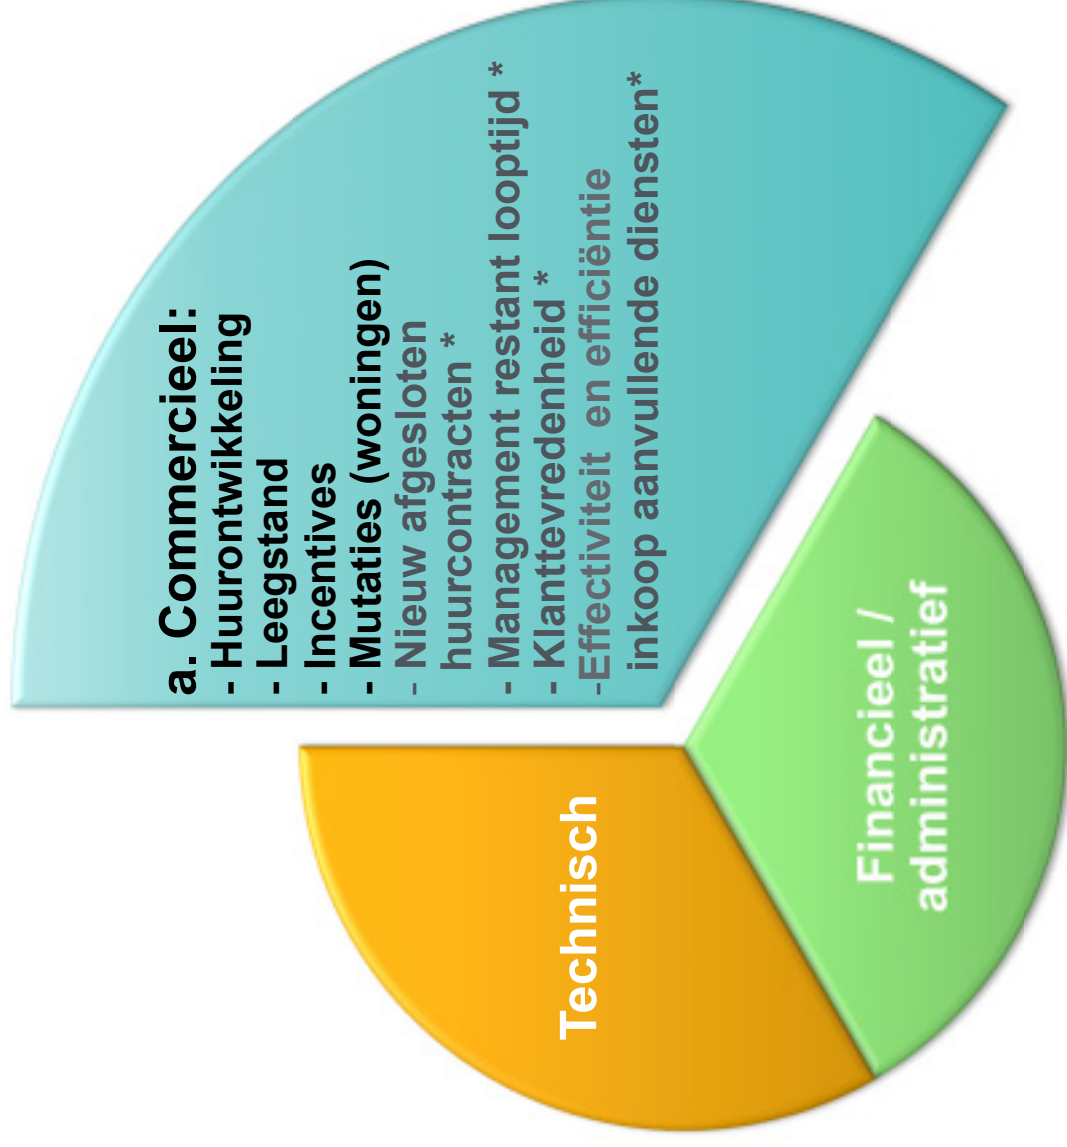 a. Commercieel:
- Huurontwikkeling
- Leegstand
- Incentives
- Mutaties (woningen)
- Nieuw afgesloten
huurcontracten *
- Management restant looptijd *
- Klanttevredenheid *
-Effectiviteit en efficiëntie
inkoop aanvullende diensten*
Technisch
Financieel /
administratief